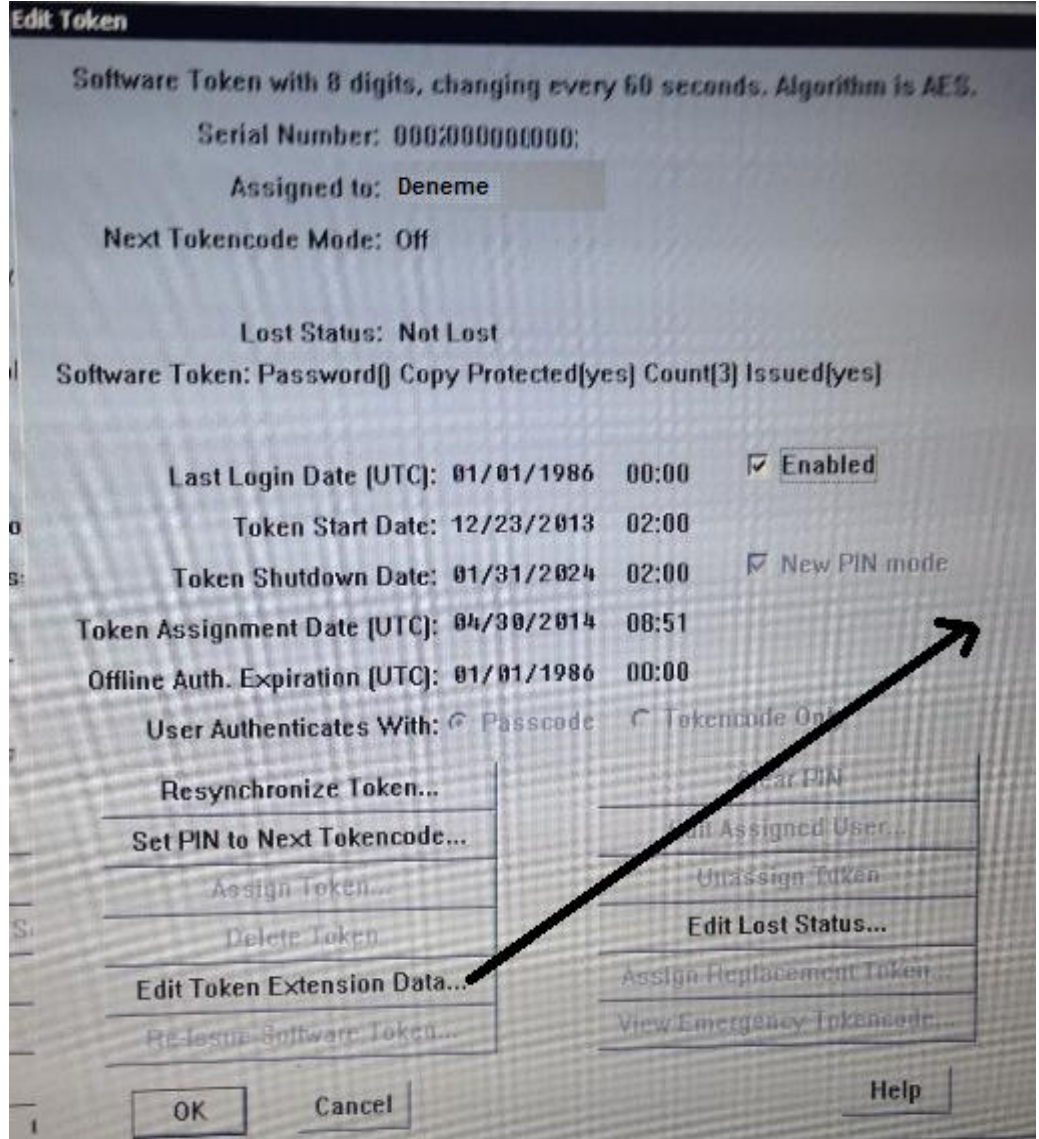 Edit Token
Software Token with 8 digits, changing every 60 seconds. Algorithm is AES.
Serial Number:
Assigned to: Deneme
Next Tokencode Mode: Off
Lost Status: Not Lost
Software Token: Password() Copy Protected(yes) Count(3) Issued(yes)
Last Login Date (UTC): 01/01/1986 00:00 Enabled
Token Start Date: 12/23/2013 02:00
Token Shutdown Date: 01/31/2024 02:00 New PIN mode
Token Assignment Date (UTC): 04/30/2014 08:51
Offline Auth. Expiration (UTC): 01/01/1986 00:00
User Authenticates With: Passcode Tokencode
Resynchronize Token... PIN
Set PIN to Next Tokencode... Assigned User...
Assign Token... Unassign Token
Delete Token Edit Lost Status...
Edit Token Extension Data... Assign Replacement Token...
Re-Issue Software Token... View Emergency Tokencode...
OK Cancel Help